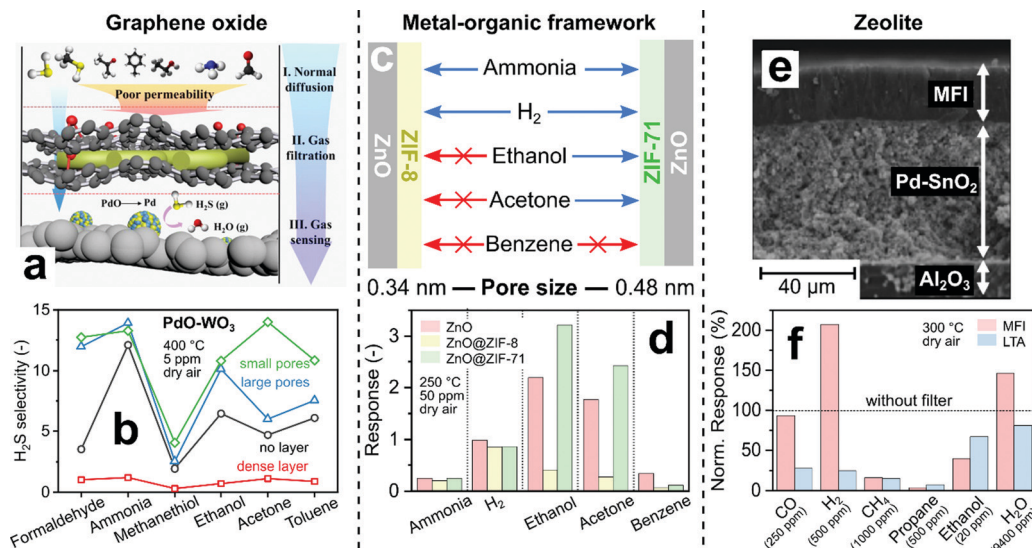 Graphene oxide
Metal-organic framework
Zeolite
I. Normal
diffusion
Poor permeability
II. Gas
filtration
PdO Pd
H₂S (g)
H₂O (g)
III. Gas
sensing
a
c
ZnO
ZIF-8
Ammonia
H₂
Ethanol
Acetone
Benzene
ZIF-71
ZnO
0.34 nm — Pore size — 0.48 nm
e
MFI
Pd-SnO₂
Al₂O₃
40 µm
H₂S selectivity (-)
15
10
5
0
PdO-WO₃
400 °C
5 ppm
dry air
small pores
large pores
no layer
dense layer
b
Formaldehyde
Ammonia
Methanethiol
Ethanol
Acetone
Toluene
Response (-)
3
2
1
0
ZnO
ZnO@ZIF-8
ZnO@ZIF-71
250 °C
50 ppm
dry air
d
Ammonia
H₂
Ethanol
Acetone
Benzene
Norm. Response (%)
200
150
100
50
0
300 °C
dry air
f
MFI
LTA
without filter
CO
(250 ppm)
H₂
(500 ppm)
CH₄
(1000 ppm)
Propane
(500 ppm)
Ethanol
(20 ppm)
H₂O
9400 ppm)